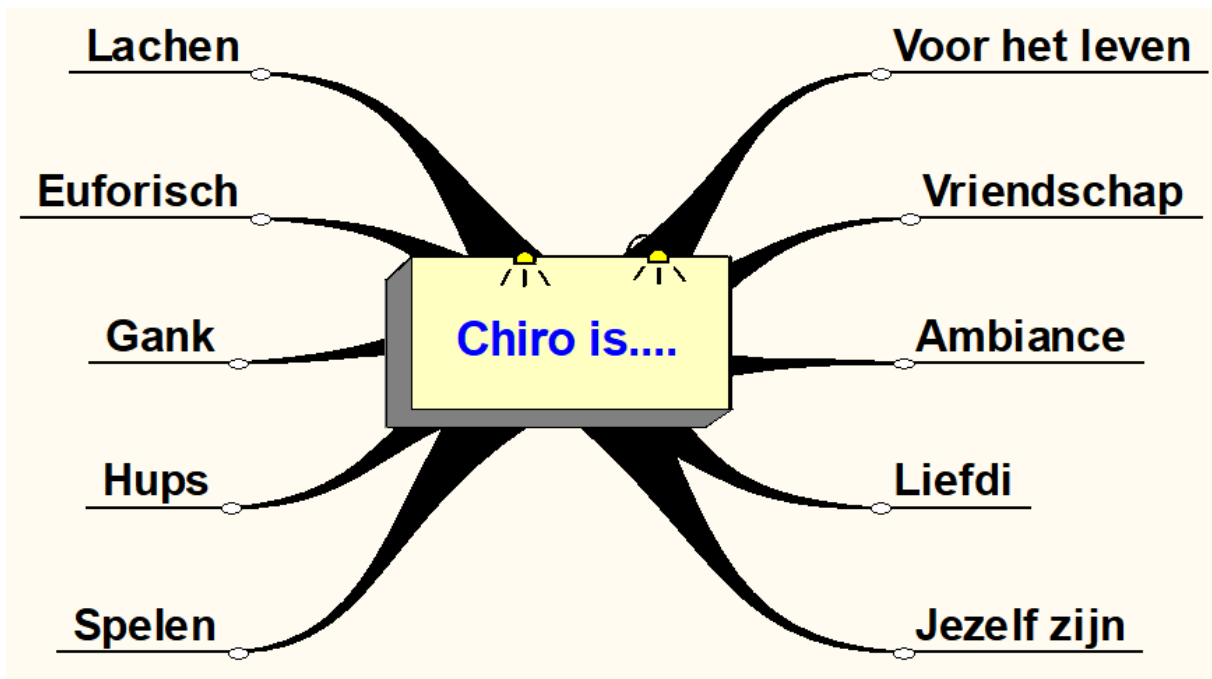 Lachen
Voor het leven
Euforisch
Vriendschap
Gank
Chiro is....
Ambiance
Hups
Liefdi
Spelen
Jezelf zijn